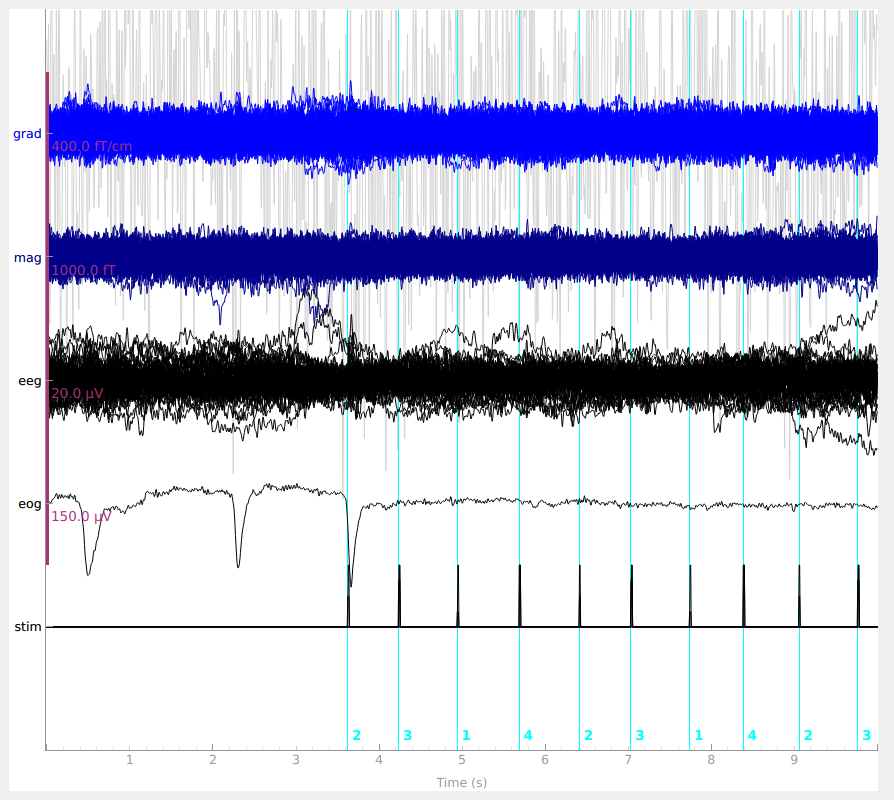 grad
400.0 fT/cm
mag
1000.0 fT
eeg
20.0 µV
eog
150.0 µV
stim
2 3 1 4 2 3 1 4 2 3
1 2 3 4 5 6 7 8 9
Time (s)